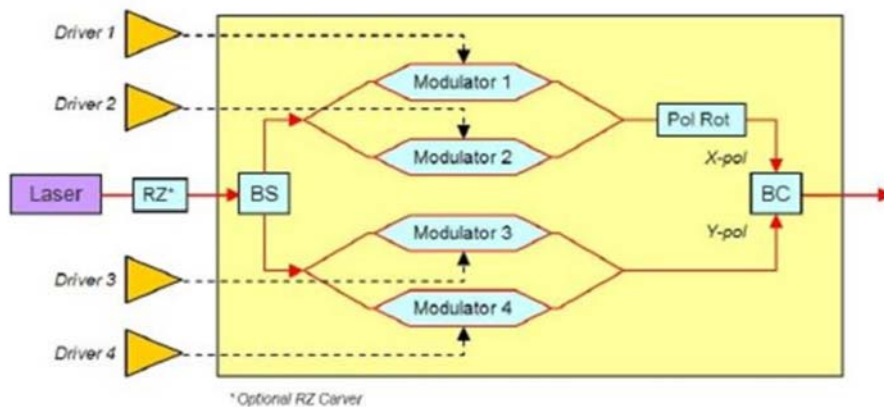 Driver 1
Modulator 1
Driver 2
Modulator 2
Pol Rot
X-pol
Laser
RZ*
BS
BC
Y-pol
Modulator 3
Driver 3
Modulator 4
Driver 4
* Optional RZ Carver